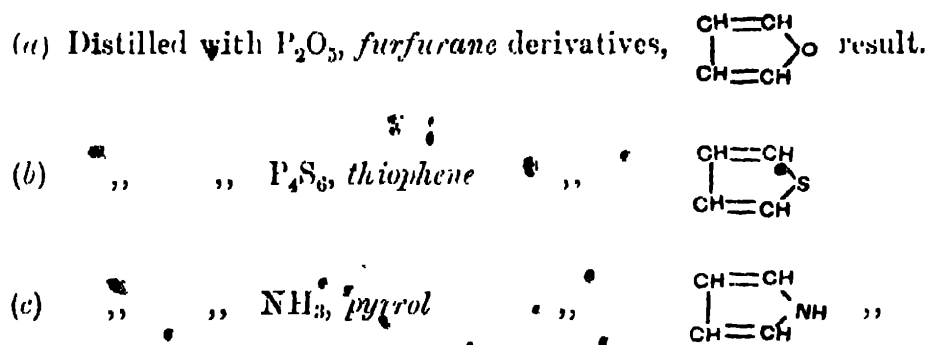 (a) Distilled with P₂O₅, furfurane derivatives, CH=CH CH=CH O result.
(b) ,, ,, P₄S₆, thiophene ,, CH=CH CH=CH S
(c) ,, ,, NH₃, pyrrol ,, CH=CH CH=CH NH ,,